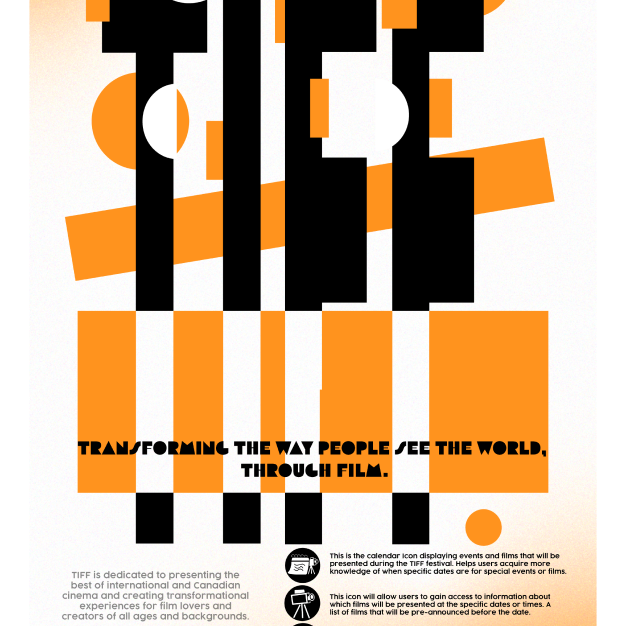 TIFF
TRANSFORMING THE WAY PEOPLE SEE THE WORLD,
THROUGH FILM.
TIFF is dedicated to presenting the
best of international and Canadian
cinema and creating transformational
experiences for film lovers and
creators of all ages and backgrounds.
This is the calendar icon displaying events and films that will be
presented during the TIFF festival. Helps users acquire more
knowledge of when specific dates are for special events or films.
This icon will allow users to gain access to information about
which films will be presented at the specific dates or times. A
list of films that will be pre-announced before the date.